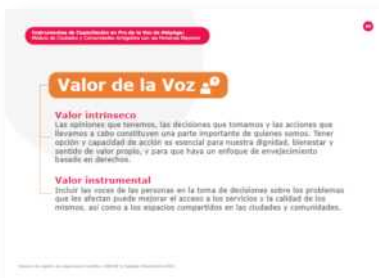 Instrumentos de Capacitación en Pro de la Voz de HelpAge:
Módulo de Ciudades y Comunidades Amigables con las Personas Mayores
Valor de la Voz
Valor intrínseco
Las opiniones que tenemos, las decisiones que tomamos y las acciones que
llevamos a cabo constituyen una parte importante de quienes somos. Tener
opción y capacidad de acción es esencial para nuestra dignidad, bienestar y
sentido de valor propio, y para que haya un enfoque de envejecimiento
basado en derechos.
Valor instrumental
Incluir las voces de las personas en la toma de decisiones sobre los problemas
que les afectan puede mejorar el acceso a los servicios y la calidad de los
mismos, así como a los espacios compartidos en las ciudades y comunidades.